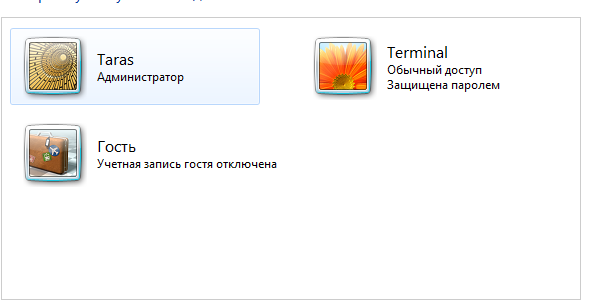 Taras
Администратор
Terminal
Обычный доступ
Защищена паролем
Гость
Учетная запись гостя отключена